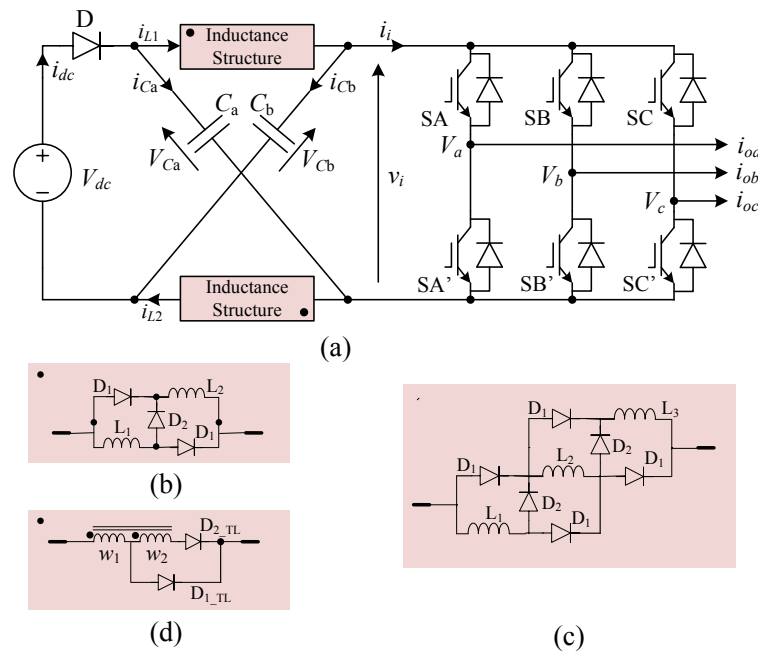 D
i_L1
Inductance
Structure
i_i
i_dc
i_Ca
C_a
C_b
i_Cb
SA
SB
SC
V_a
i_oa
V_dc
V_Ca
V_Cb
v_i
V_b
i_ob
V_c
i_oc
i_L2
Inductance
Structure
SA'
SB'
SC'
(a)
D_1
L_2
D_2
L_1
D_1
(b)
D_1
L_3
D_2
D_1
L_2
D_1
D_2
L_1
D_1
(c)
D_2_TL
w_1
w_2
D_1_TL
(d)